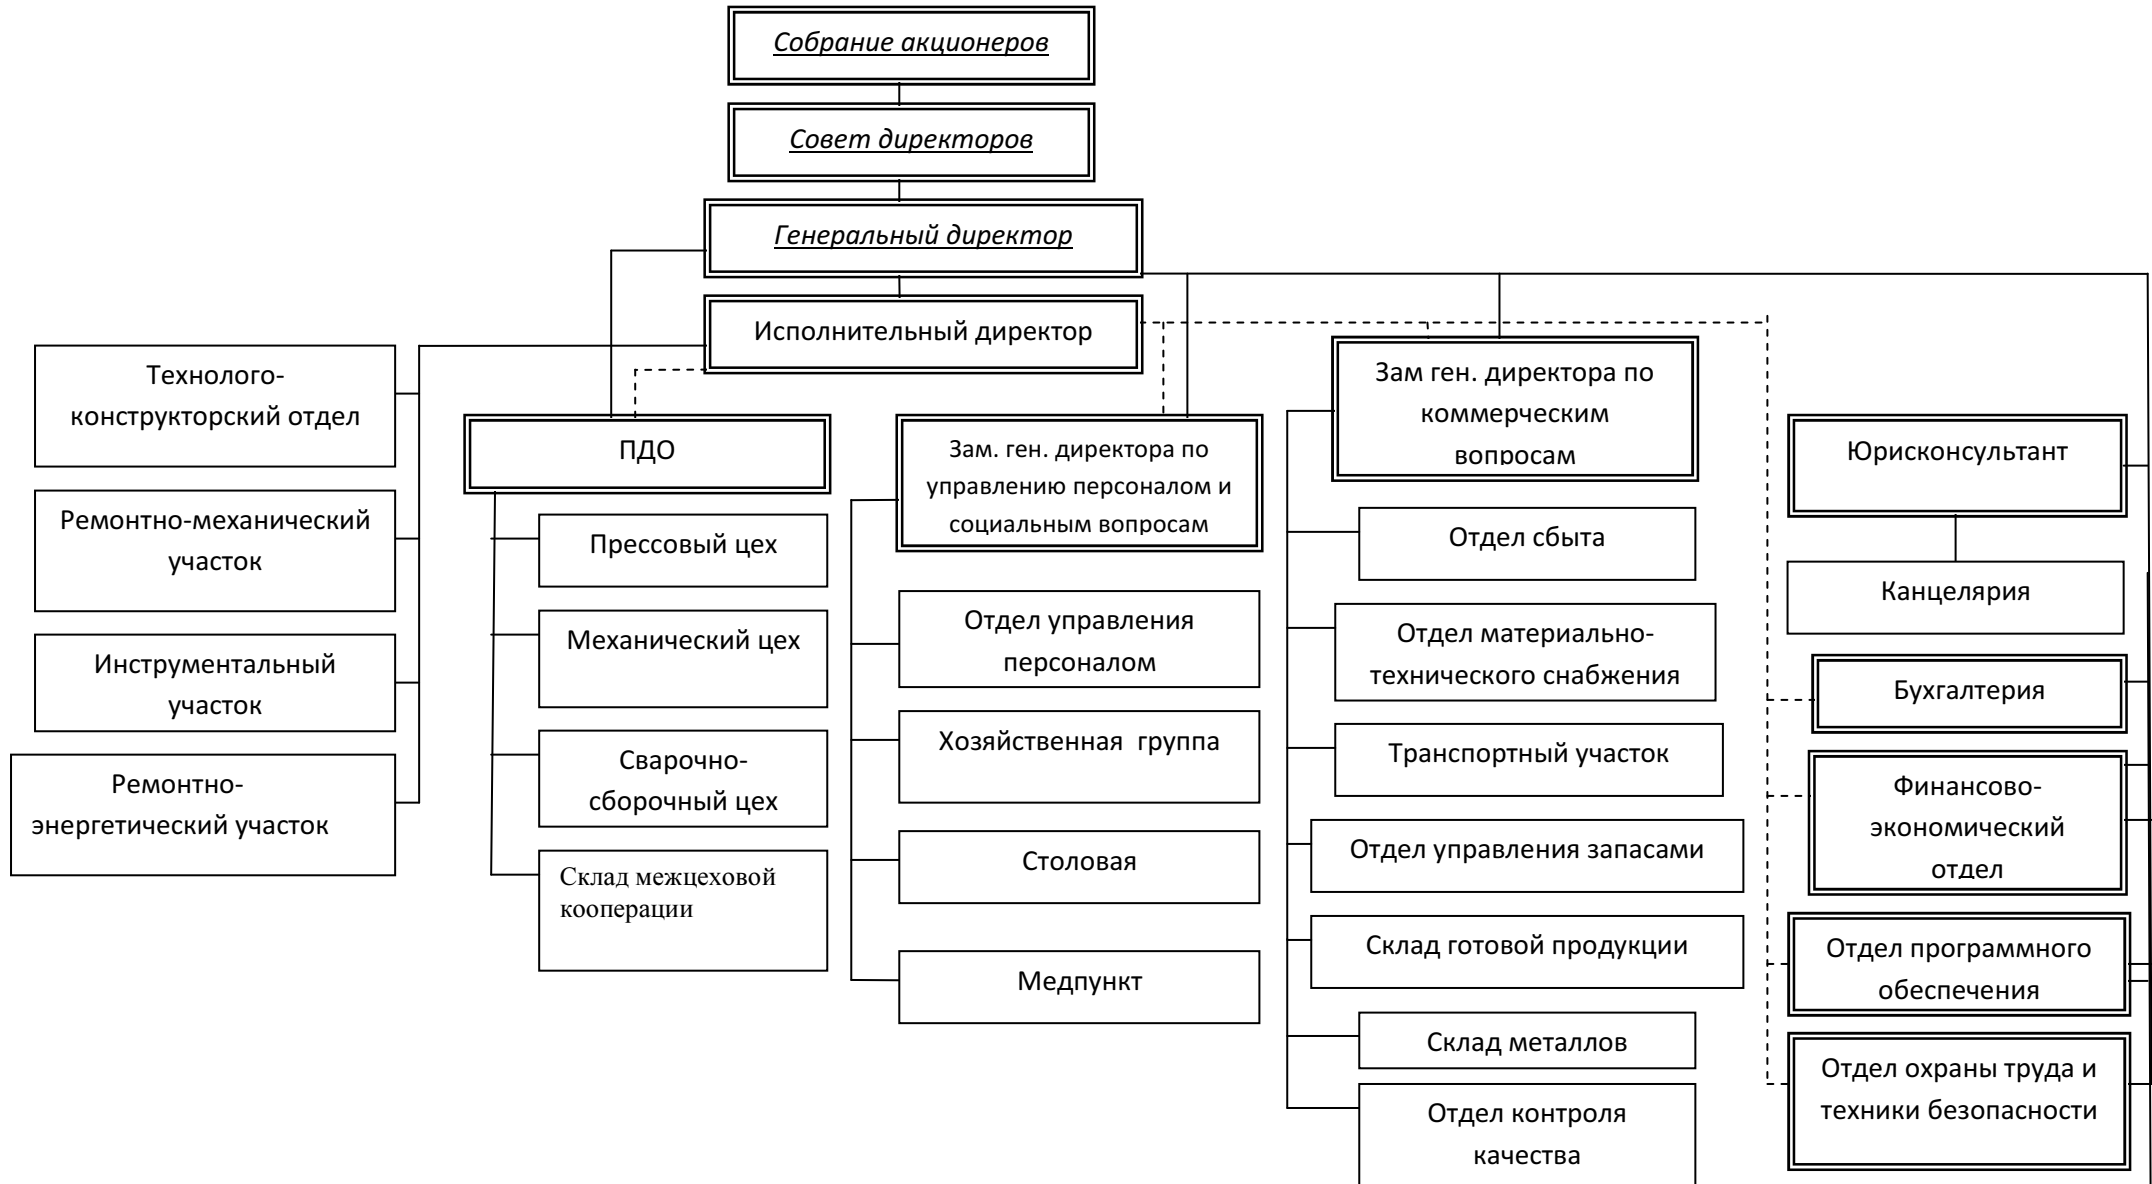 Собрание акционеров
Совет директоров
Генеральный директор
Исполнительный директор
Технолого-
конструкторский отдел
Ремонтно-механический
участок
Инструментальный
участок
Ремонтно-
энергетический участок
ПДО
Прессовый цех
Механический цех
Сварочно-
сборочный цех
Склад межцеховой
кооперации
Зам. ген. директора по
управлению персоналом и
социальным вопросам
Отдел управления
персоналом
Хозяйственная группа
Столовая
Медпункт
Зам ген. директора по
коммерческим
вопросам
Отдел сбыта
Отдел материально-
технического снабжения
Транспортный участок
Отдел управления запасами
Склад готовой продукции
Склад металлов
Отдел контроля
качества
Юрисконсультант
Канцелярия
Бухгалтерия
Финансово-
экономический
отдел
Отдел программного
обеспечения
Отдел охраны труда и
техники безопасности